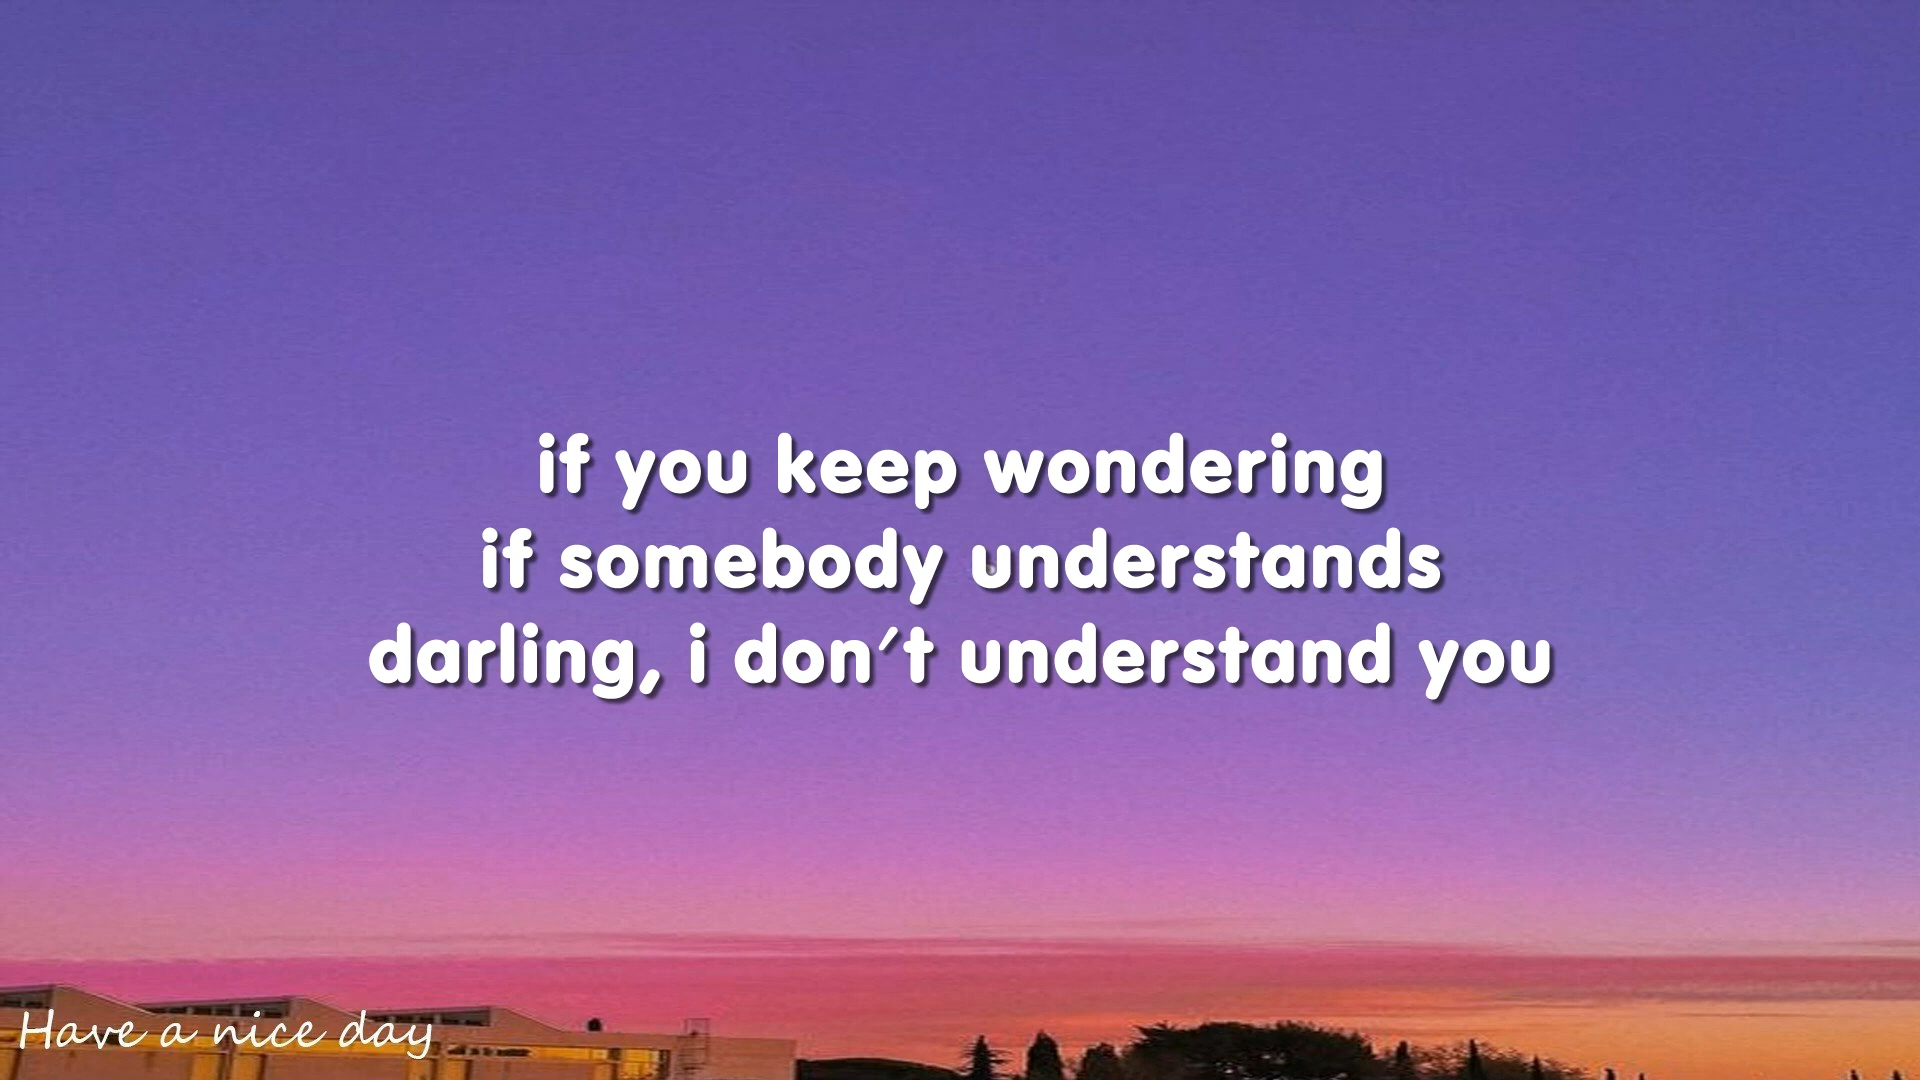 if you keep wondering
if somebody understands
darling, i don't understand you
Have a nice day